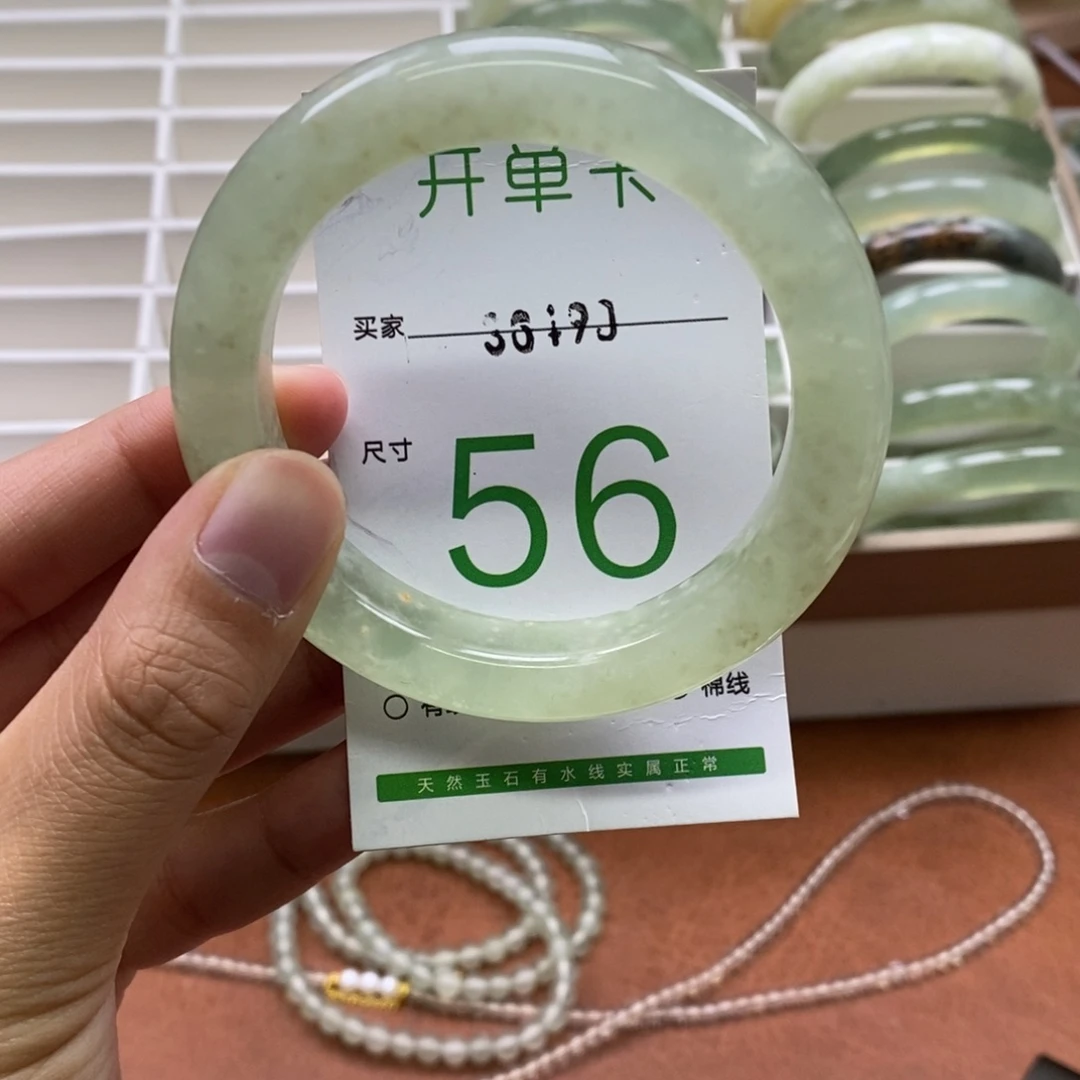 开单卡
买家 36193
尺寸 56
棉线
天然玉石有水线实属正常